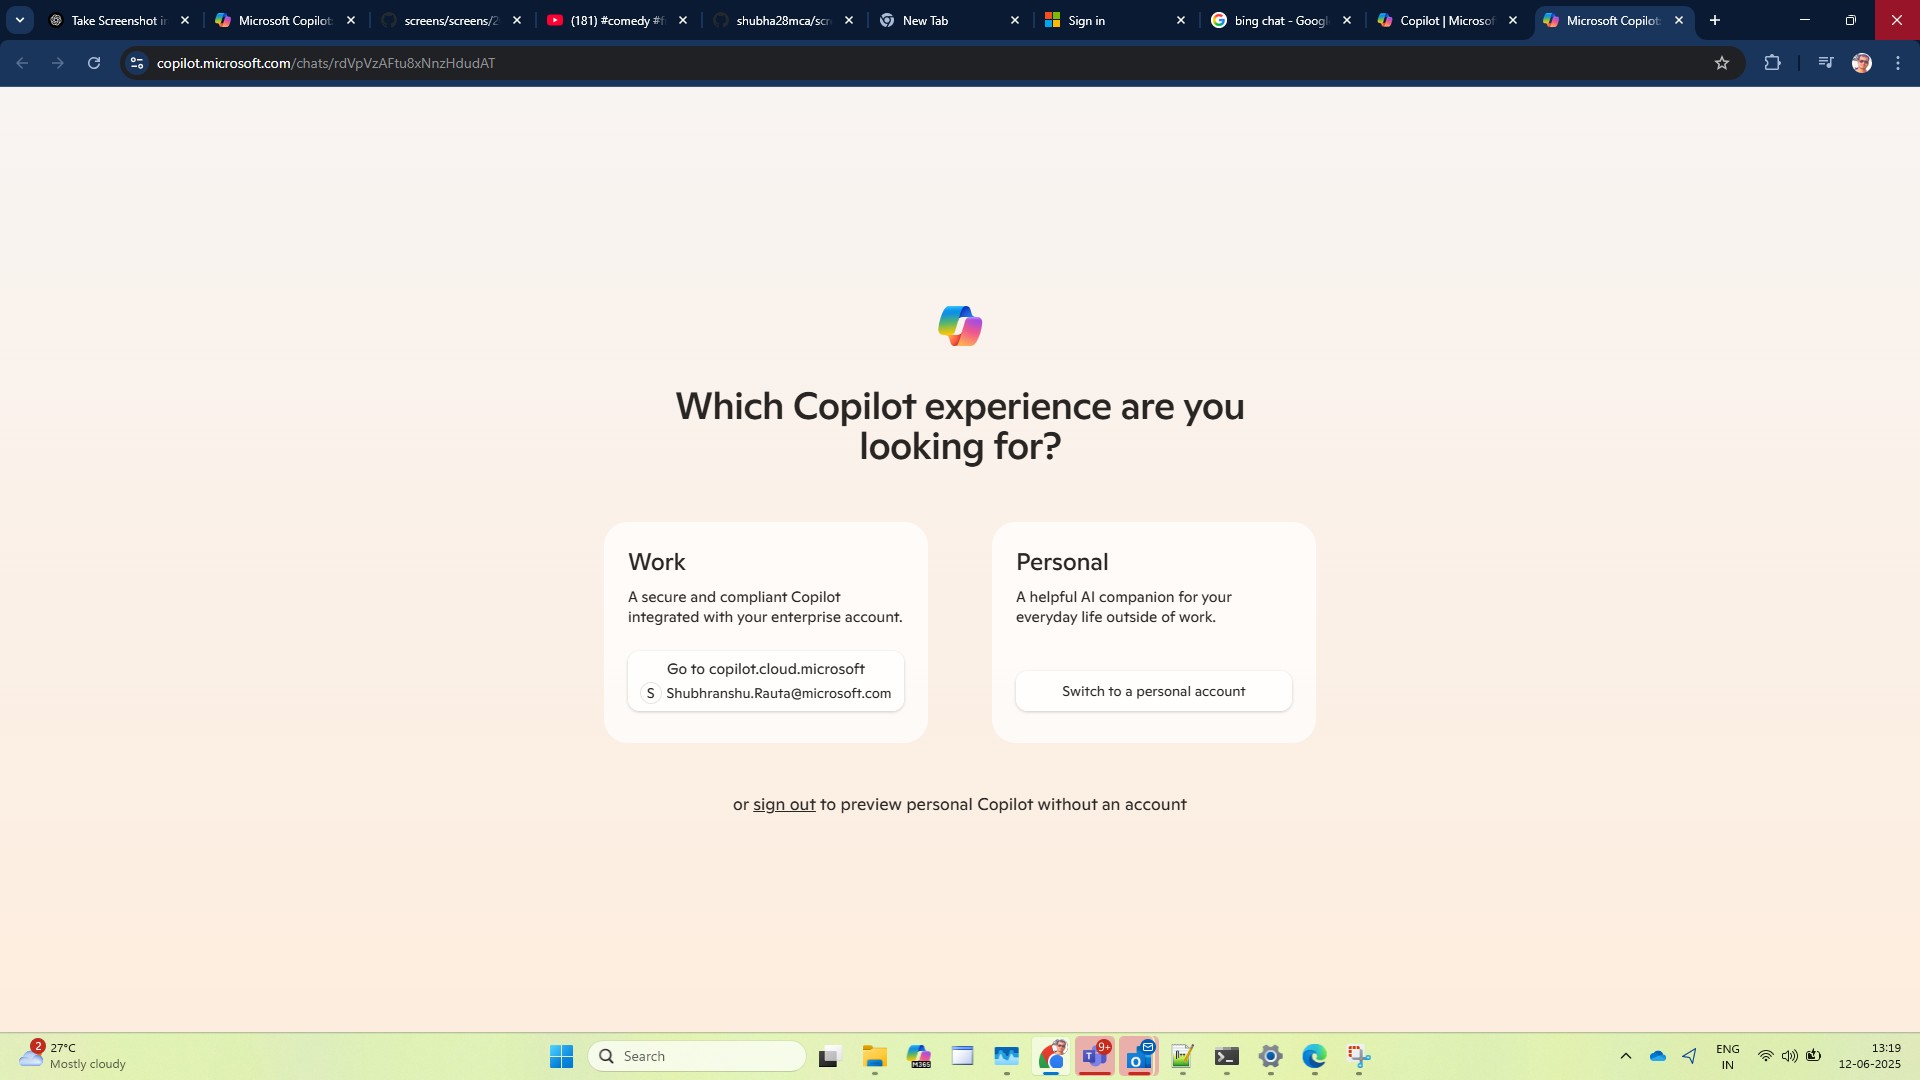 Take Screenshot in
Microsoft Copilot:
screens/screens/2
(181) #comedy #f
shubha28mca/scr
New Tab
Sign in
bing chat - Googl
Copilot | Microsof
Microsoft Copilot:
copilot.microsoft.com/chats/rdVpVzAFtu8xNnzHdudAT
Which Copilot experience are you
looking for?
Work
A secure and compliant Copilot
integrated with your enterprise account.
Go to copilot.cloud.microsoft
S Shubhranshu.Rauta@microsoft.com
Personal
A helpful AI companion for your
everyday life outside of work.
Switch to a personal account
or sign out to preview personal Copilot without an account
2
27°C
Mostly cloudy
Search
M365
9+
ENG
IN
13:19
12-06-2025